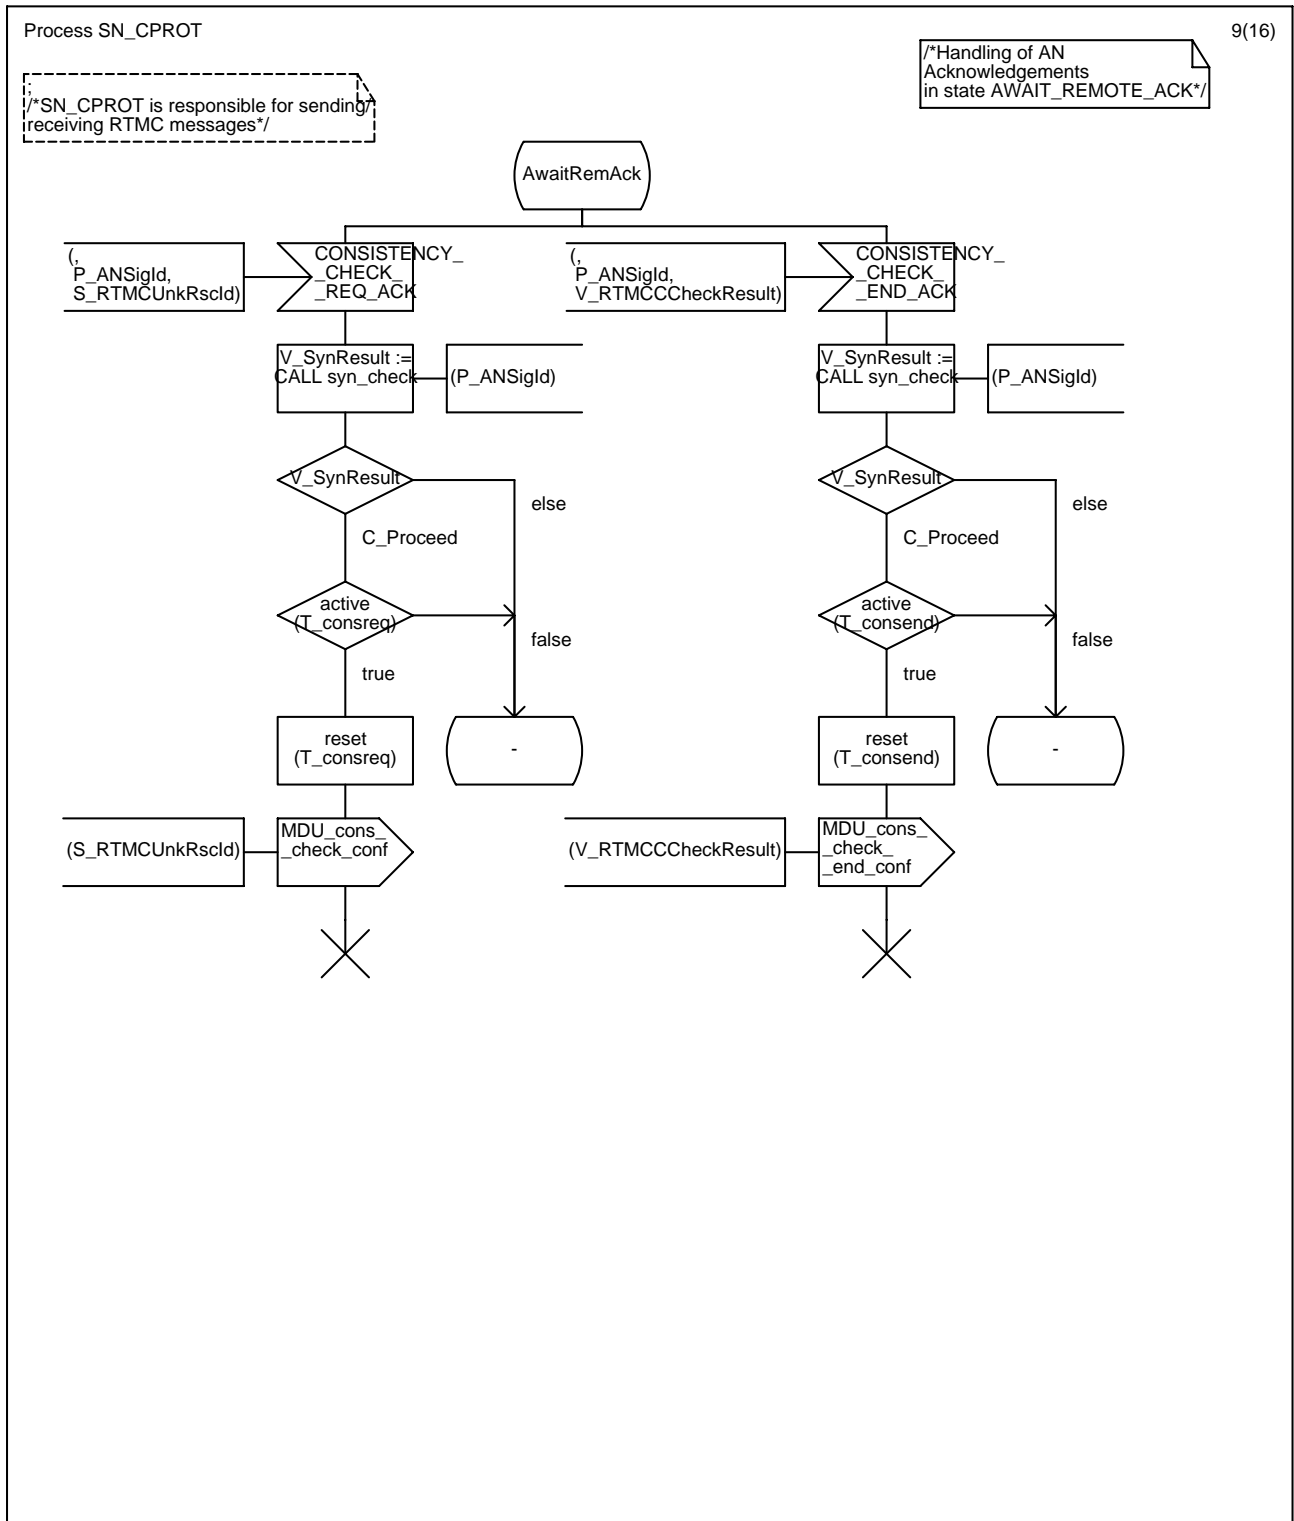 Process SN_CPROT
9(16)
/*Handling of AN
Acknowledgements
in state AWAIT_REMOTE_ACK*/
;
/*SN_CPROT is responsible for sending/
receiving RTMC messages*/
AwaitRemAck
(,
P_ANSigId,
S_RTMCUnkRscId)
CONSISTENCY_
_CHECK_
_REQ_ACK
(,
P_ANSigId,
V_RTMCCCheckResult)
CONSISTENCY_
_CHECK_
_END_ACK
V_SynResult :=
CALL syn_check
(P_ANSigId)
V_SynResult :=
CALL syn_check
(P_ANSigId)
V_SynResult
else
C_Proceed
V_SynResult
else
C_Proceed
active
(T_consreq)
false
true
active
(T_consend)
false
true
reset
(T_consreq)
-
reset
(T_consend)
-
(S_RTMCUnkRscId)
MDU_cons_
_check_conf
(V_RTMCCCheckResult)
MDU_cons_
_check_
_end_conf